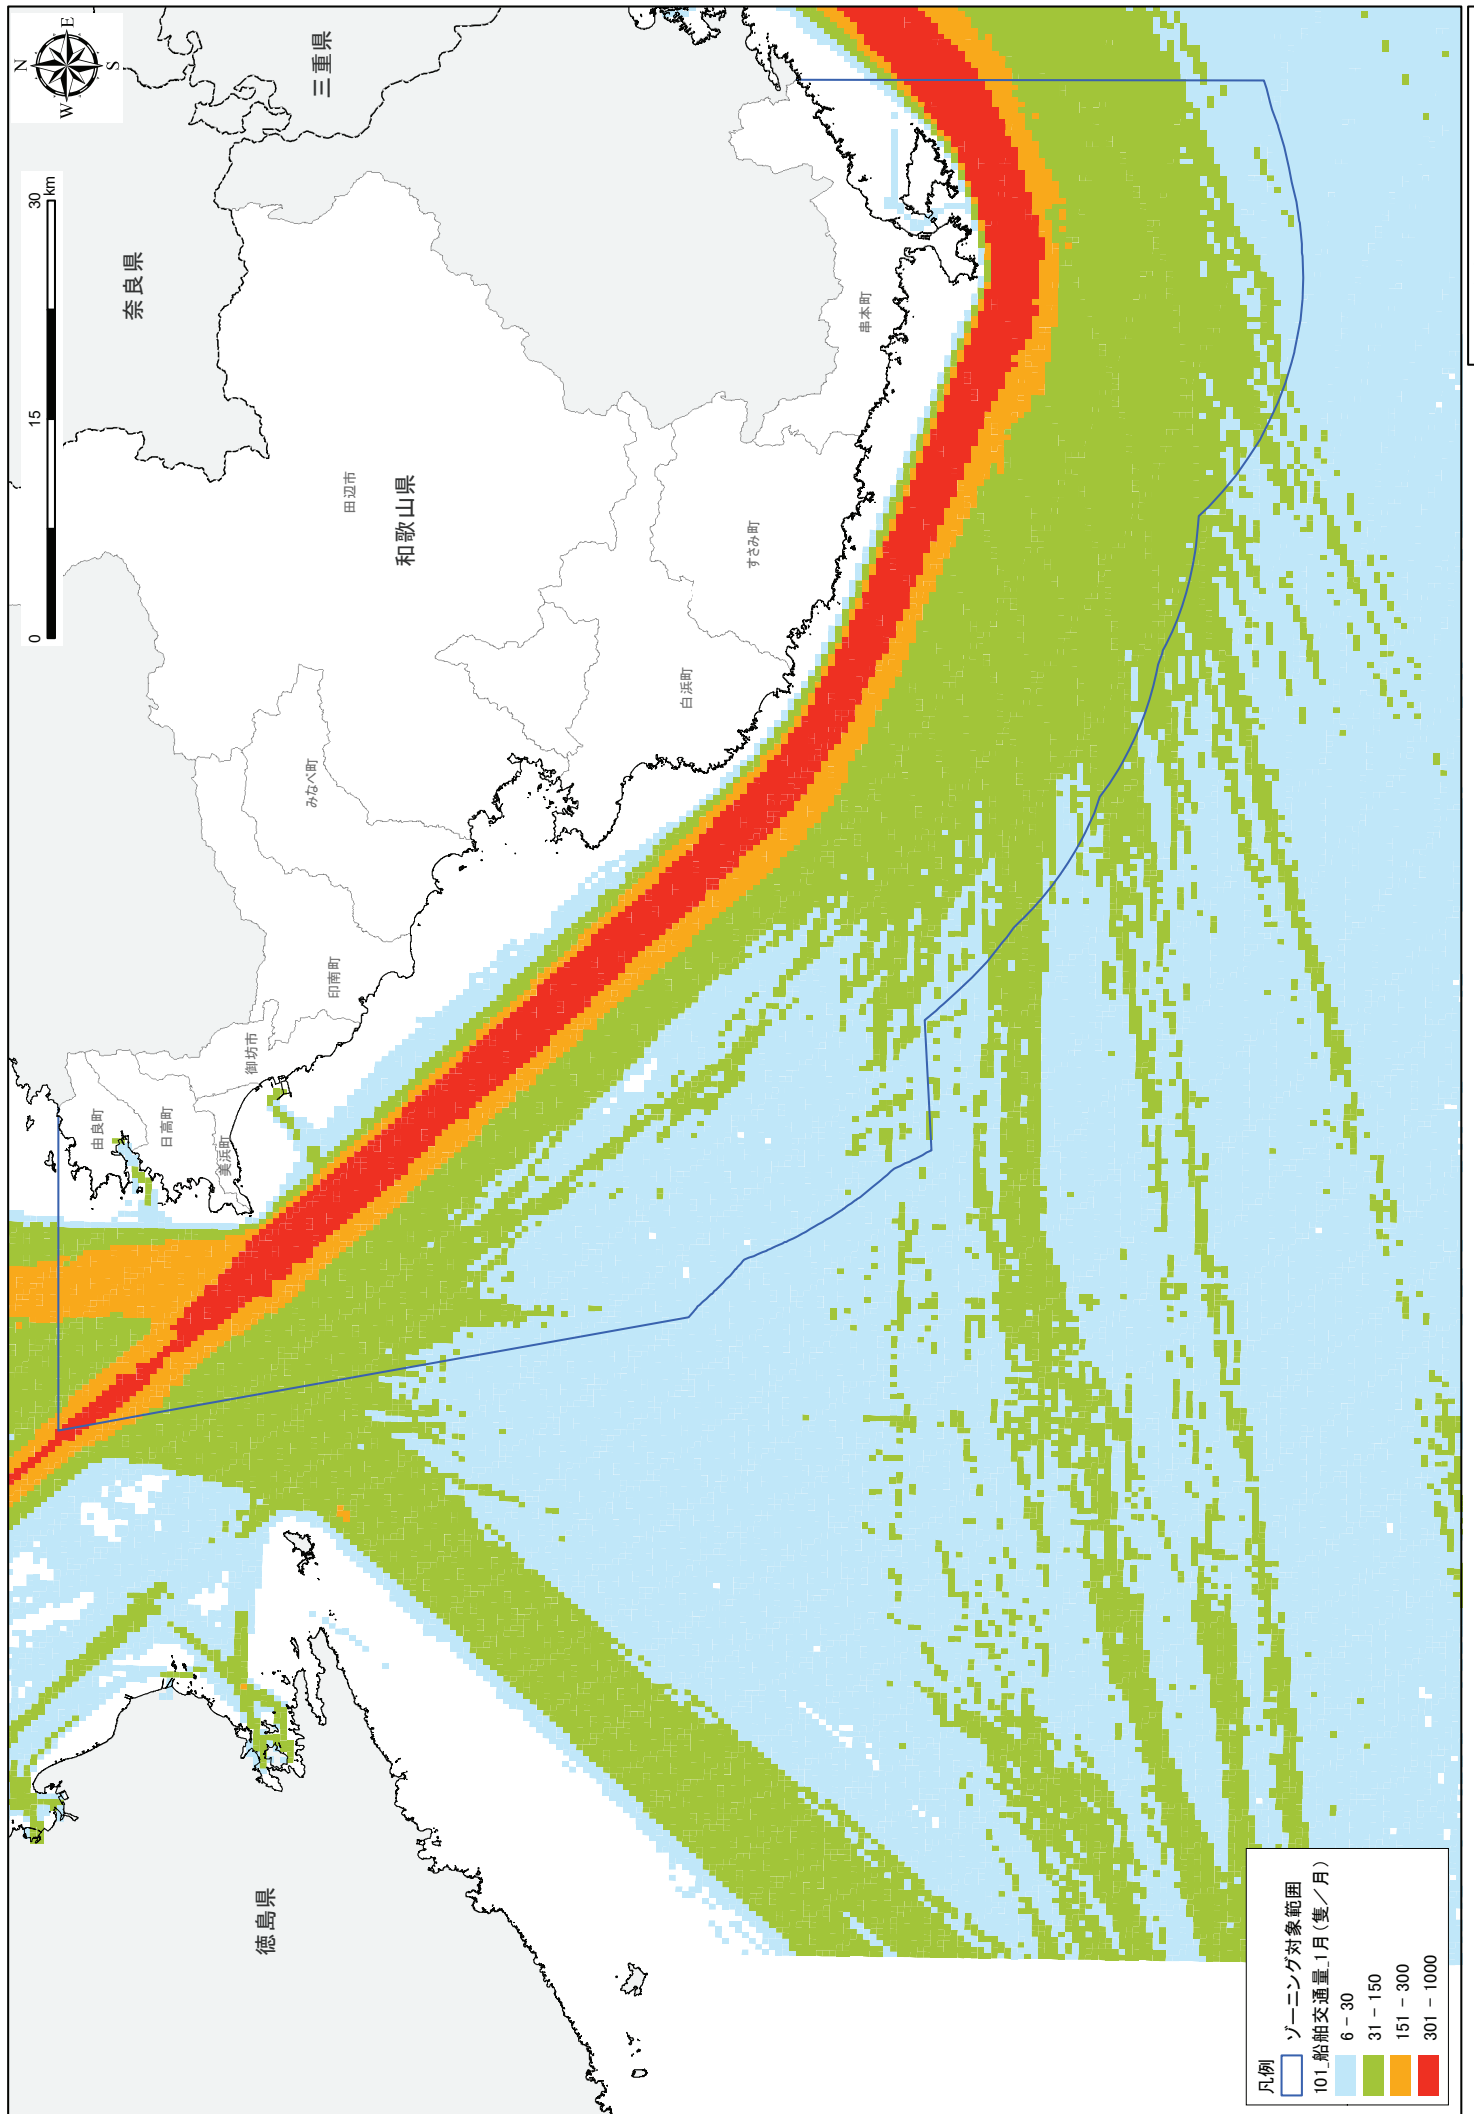 N
E
S
W
0
15
30
km
三重県
奈良県
和歌山県
田辺市
串本町
すさみ町
白浜町
みなべ町
印南町
御坊市
由良町
日高町
美浜町
徳島県
凡例
ゾーニング対象範囲
101_船舶交通量_1月(隻／月)
6 - 30
31 - 150
151 - 300
301 - 1000